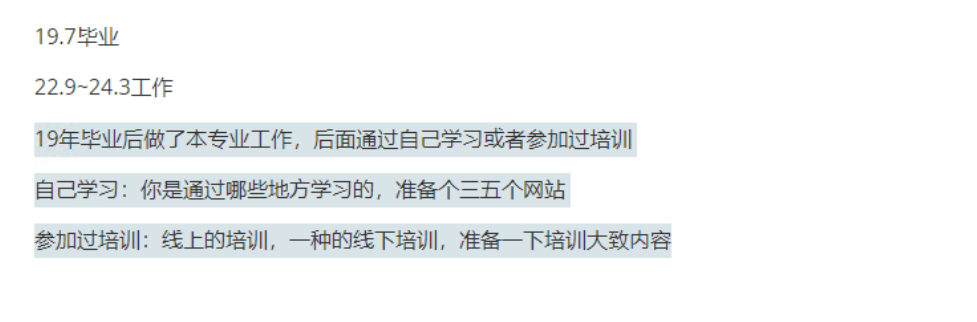 19.7毕业
22.9~24.3工作
19年毕业后做了本专业工作，后面通过自己学习或者参加过培训
自己学习：你是通过哪些地方学习的，准备个三五个网站
参加过培训：线上的培训，一种的线下培训，准备一下培训大致内容